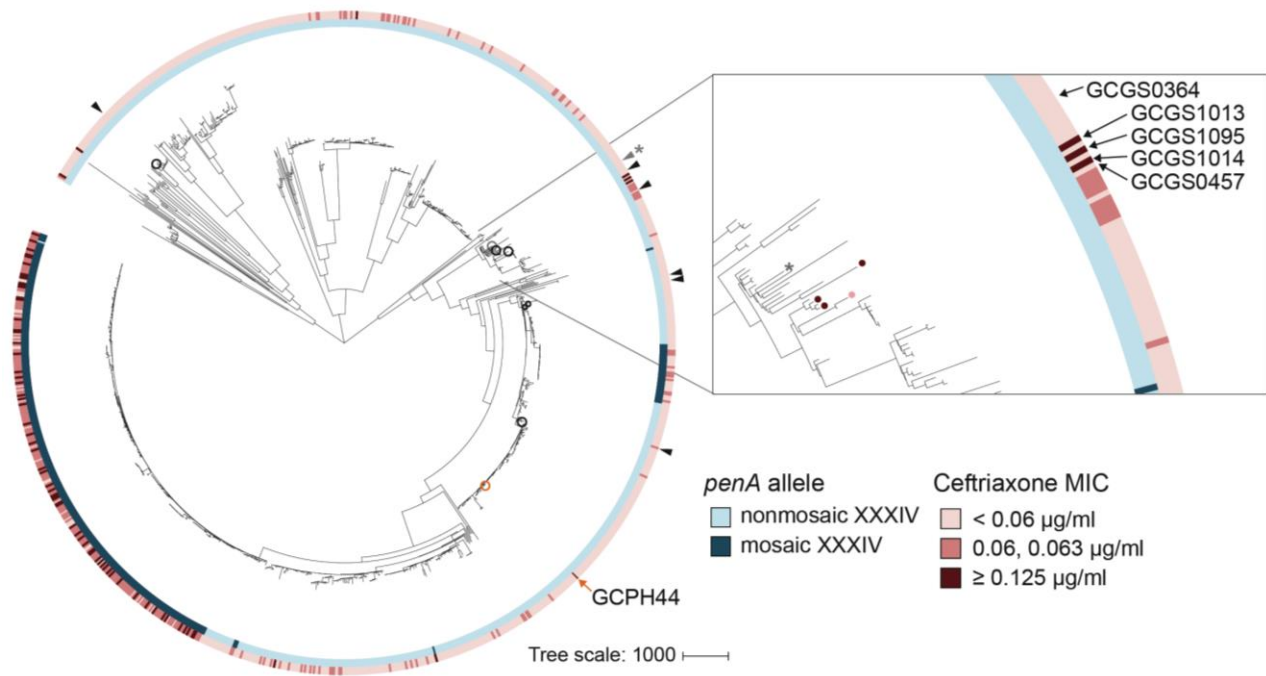 *
GCGS0364
GCGS1013
GCGS1095
GCGS1014
GCGS0457
*
penA allele
nonmosaic XXXIV
mosaic XXXIV
Ceftriaxone MIC
< 0.06 µg/ml
0.06, 0.063 µg/ml
≥ 0.125 µg/ml
GCPH44
Tree scale: 1000